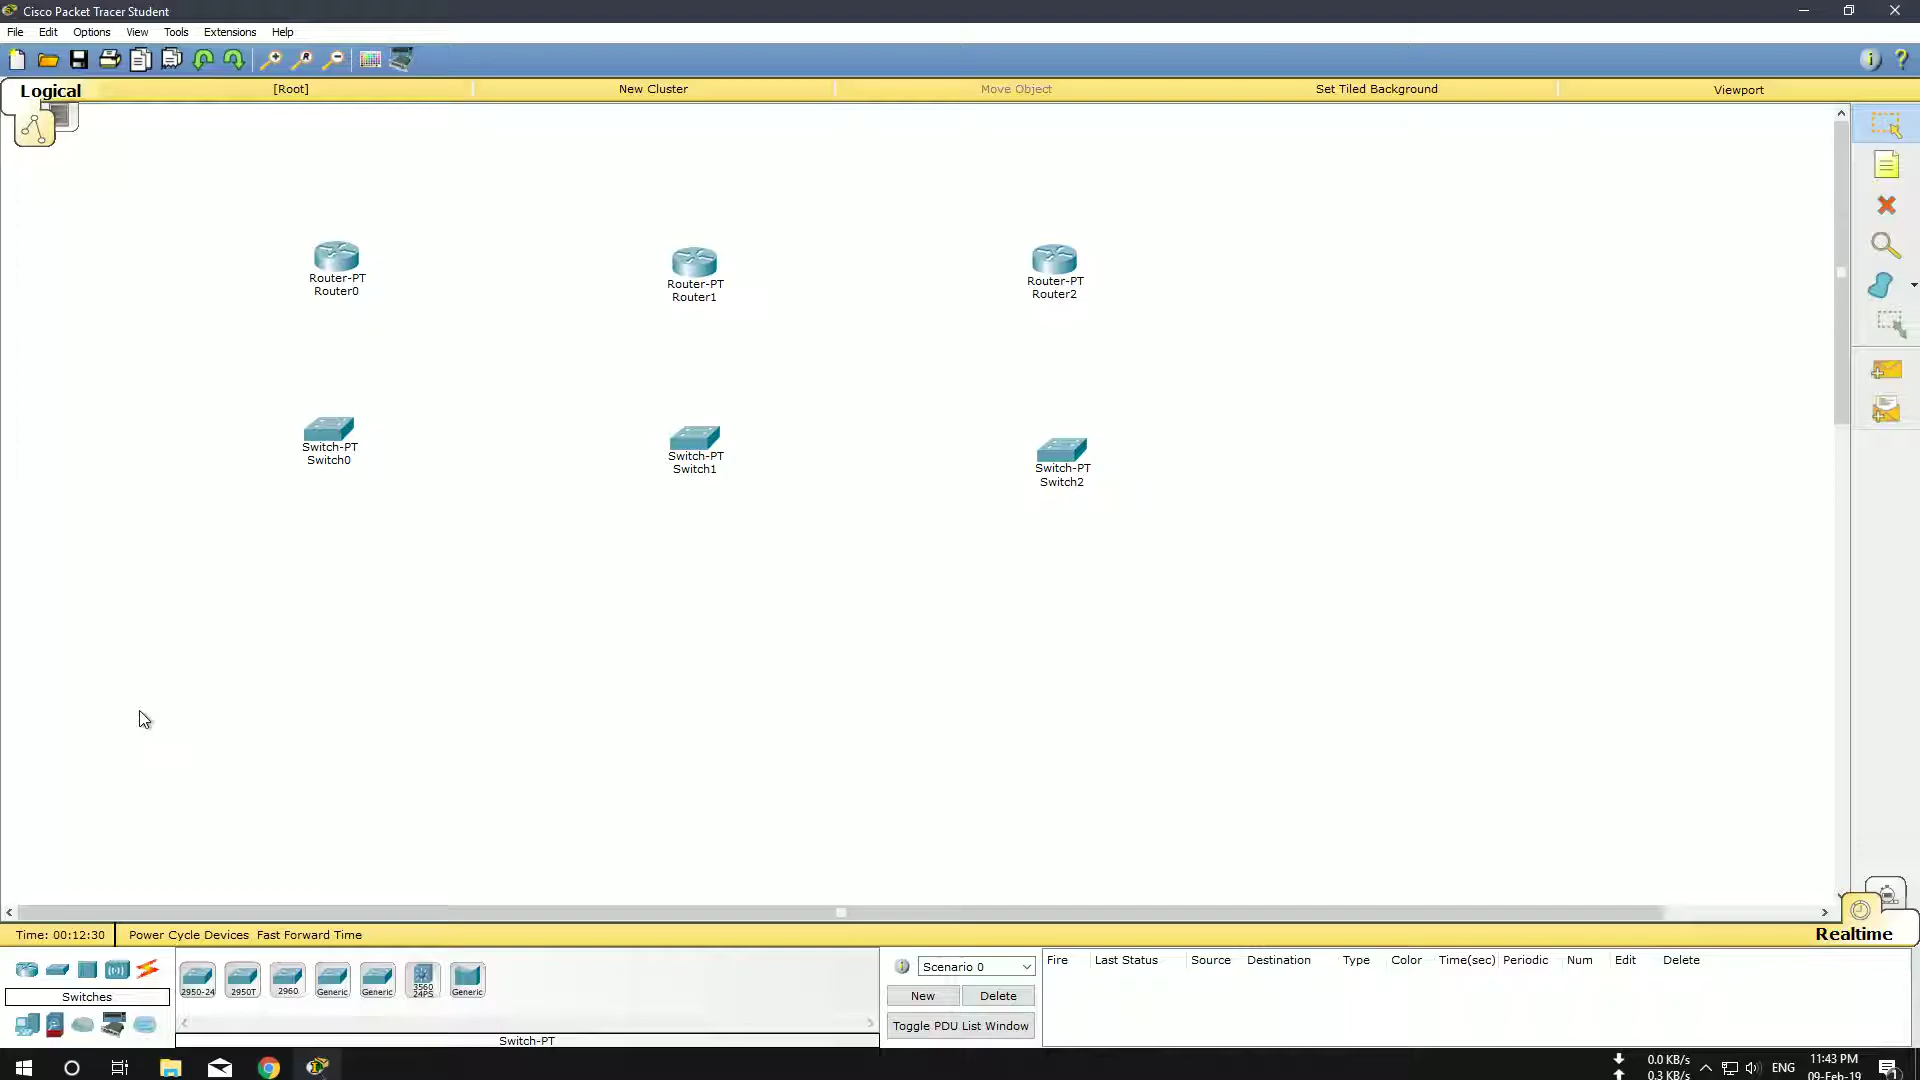 Cisco Packet Tracer Student
File Edit Options View Tools Extensions Help
Logical [Root] New Cluster Move Object Set Tiled Background Viewport
Router-PT
Router0
Router-PT
Router1
Router-PT
Router2
Switch-PT
Switch0
Switch-PT
Switch1
Switch-PT
Switch2
Time: 00:12:30 Power Cycle Devices Fast Forward Time
Realtime
Switches
2950-24 2950T 2960 Generic Generic 3560 24PS Generic
Switch-PT
Scenario 0
New Delete
Toggle PDU List Window
Fire Last Status Source Destination Type Color Time(sec) Periodic Num Edit Delete
0.0 KB/s
0.3 KB/s
ENG
11:43 PM
09-Feb-19
1